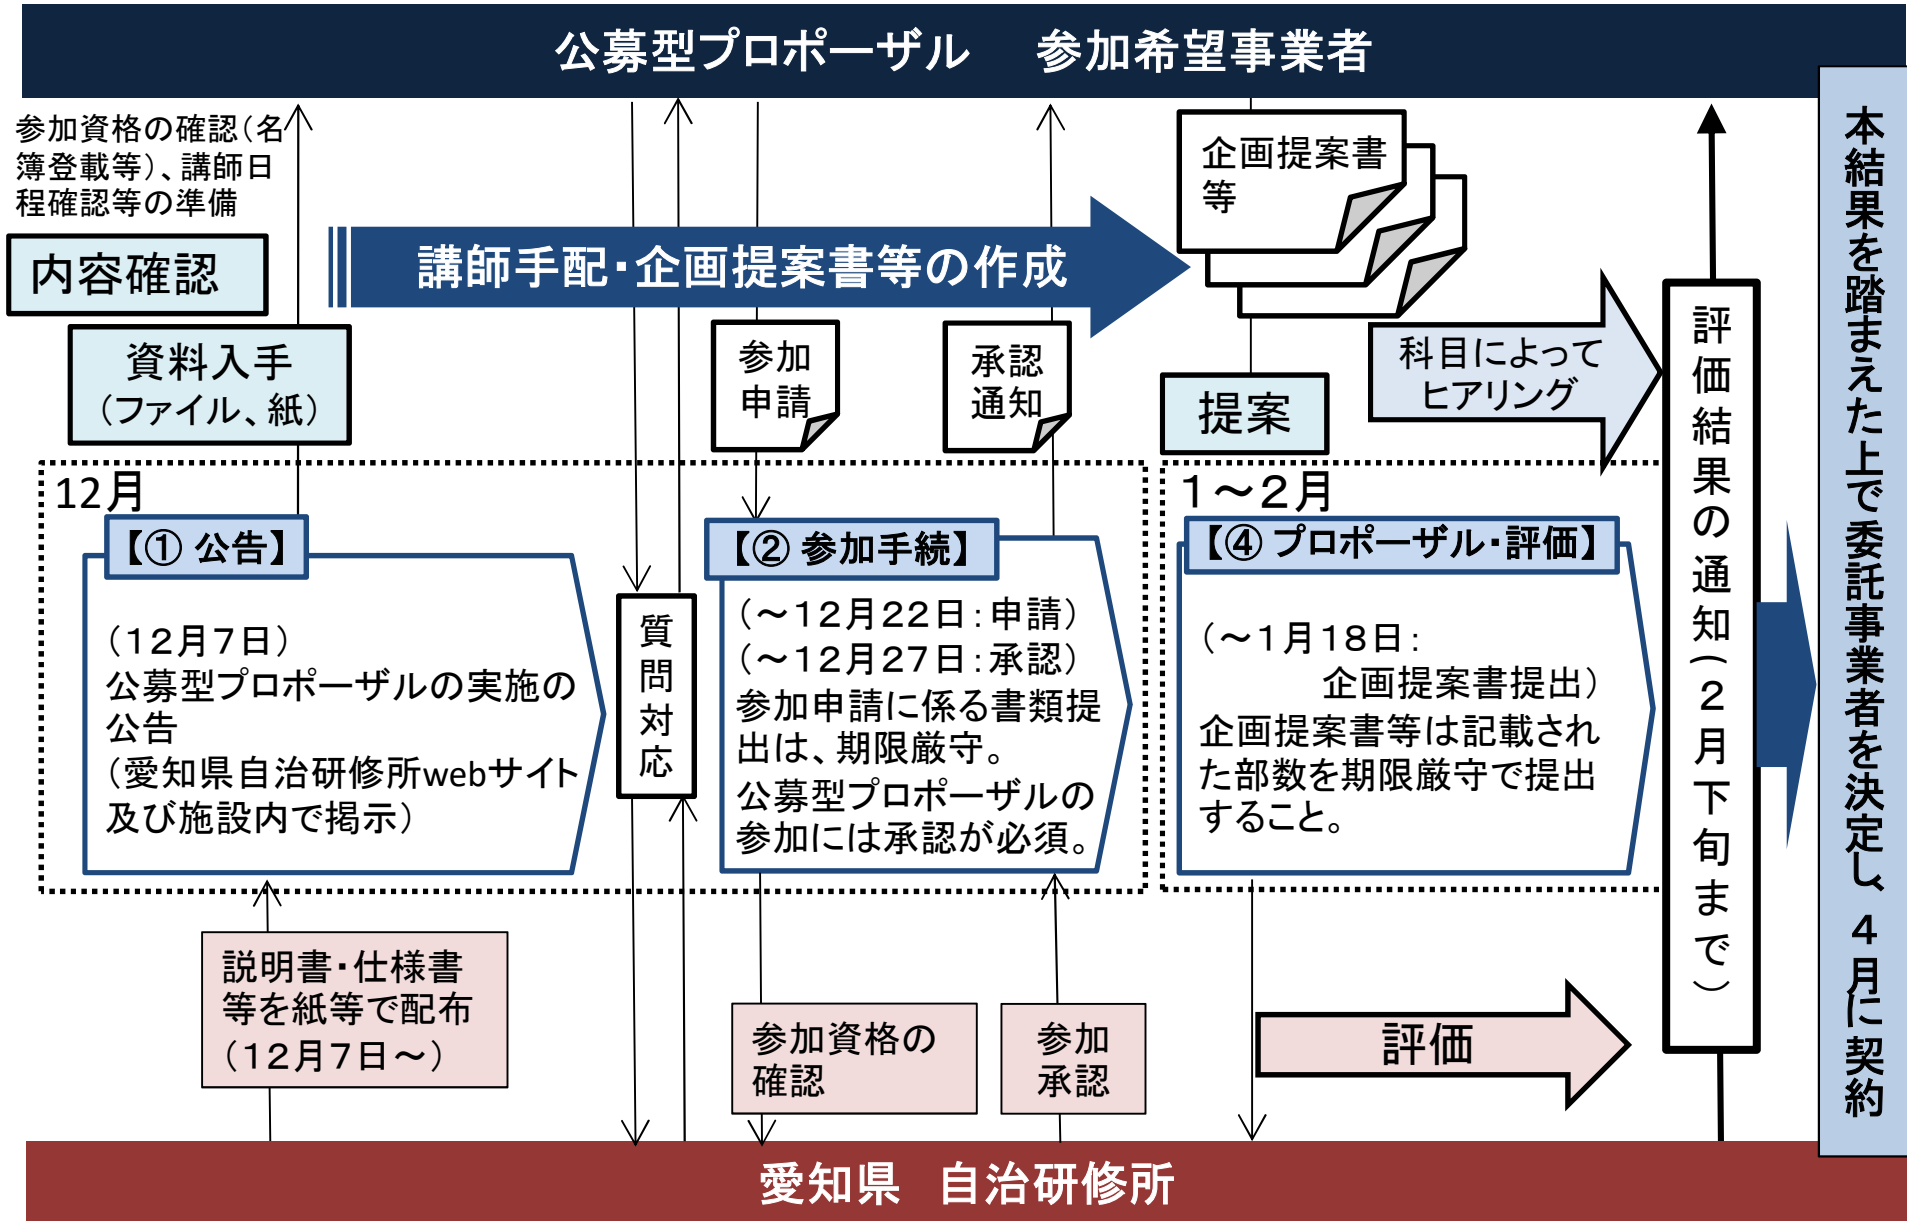 公募型プロポーザル　参加希望事業者
参加資格の確認（名
簿登載等）、講師日
程確認等の準備
内容確認
資料入手
（ファイル、紙）
講師手配・企画提案書等の作成
参加
申請
承認
通知
企画提案書
等
提案
科目によって
ヒアリング
12月
【① 公告】
（１２月７日）
公募型プロポーザルの実施の
公告
（愛知県自治研修所webサイト
及び施設内で掲示）
質問対応
【② 参加手続】
（～１２月２２日：申請）
（～１２月２７日：承認）
参加申請に係る書類提
出は、期限厳守。
公募型プロポーザルの
参加には承認が必須。
１～２月
【④ プロポーザル・評価】
（～１月１８日：
企画提案書提出）
企画提案書等は記載され
た部数を期限厳守で提出
すること。
評価結果の通知（２月下旬まで）
本結果を踏まえた上で委託事業者を決定し、４月に契約
説明書・仕様書
等を紙等で配布
（１２月７日～）
参加資格の
確認
参加
承認
評価
愛知県　自治研修所